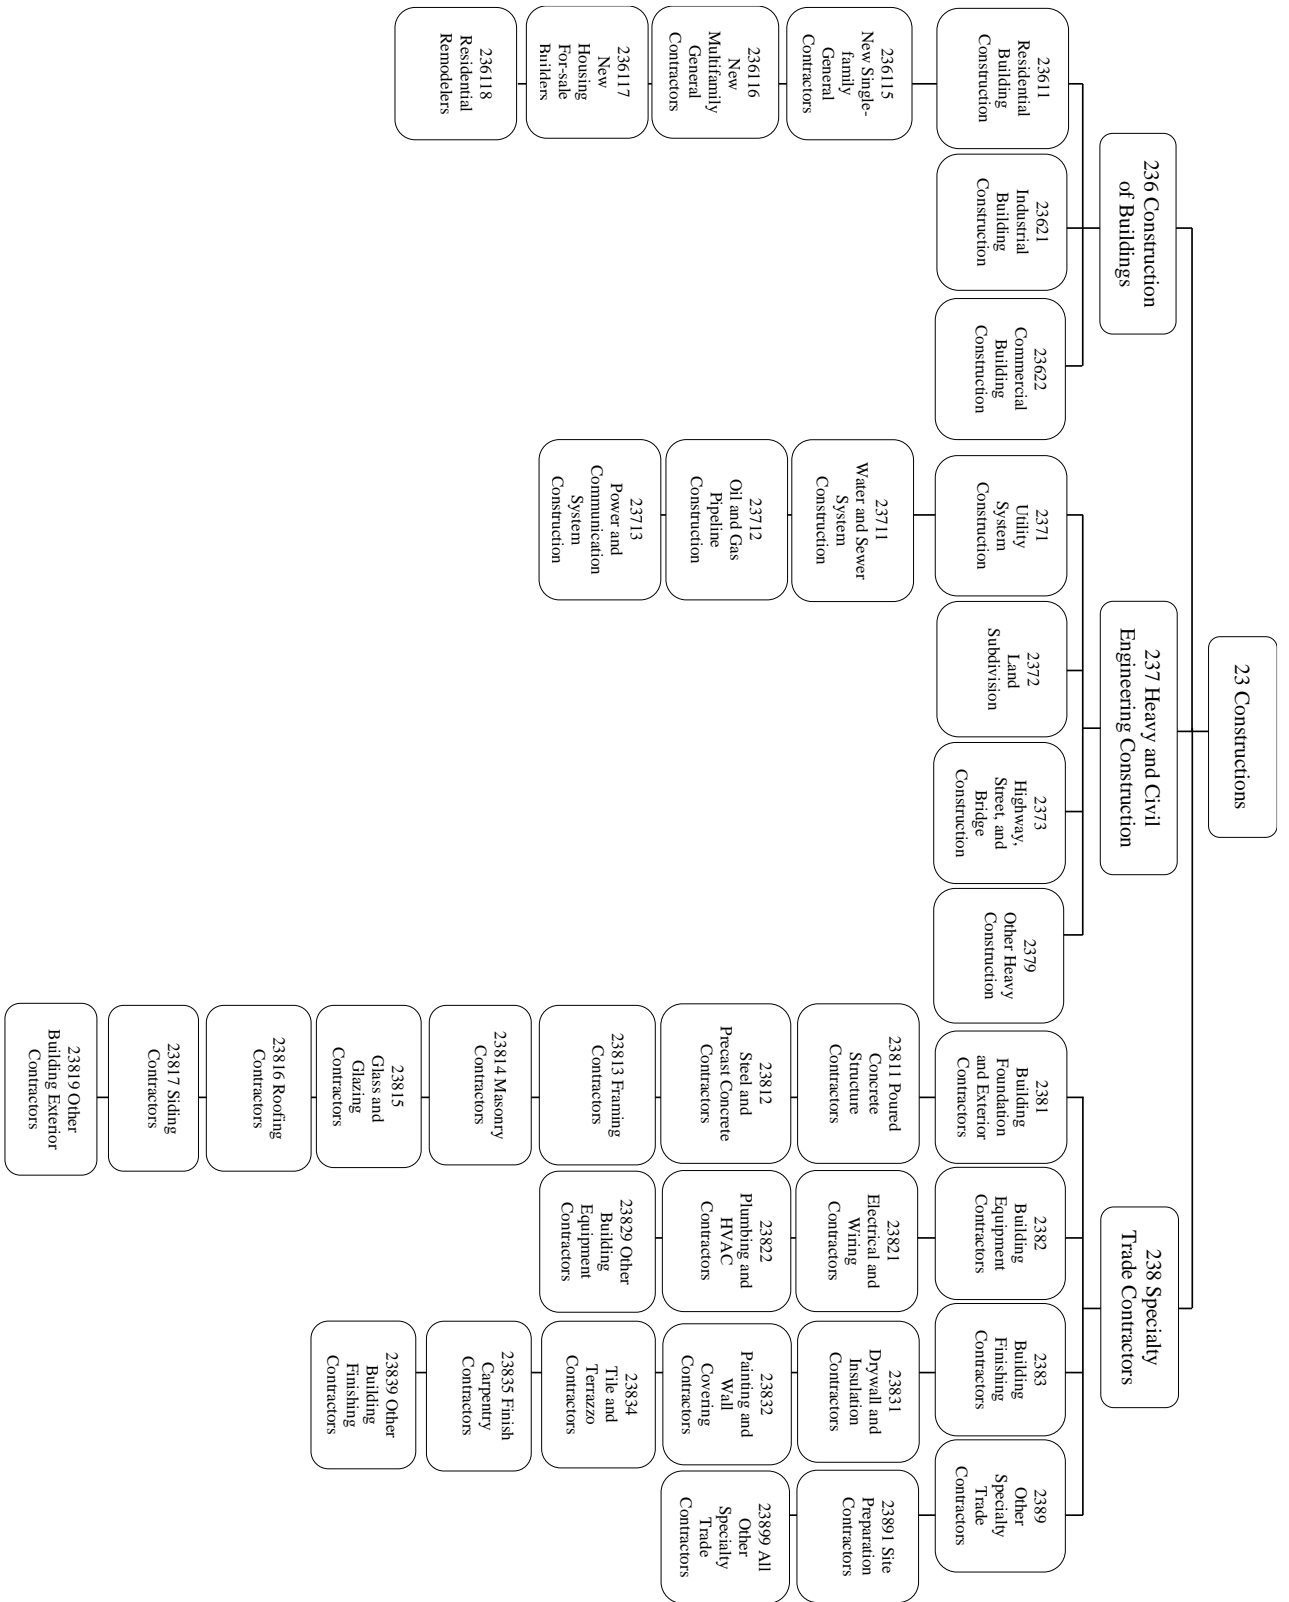 23 Constructions
236 Construction
of Buildings
237 Heavy and Civil
Engineering Construction
238 Specialty
Trade Contractors
23611
Residential
Building
Construction
23621
Industrial
Building
Construction
23622
Commercial
Building
Construction
2371
Utility
System
Construction
2372
Land
Subdivision
2373
Highway,
Street, and
Bridge
Construction
2379
Other Heavy
Construction
2381
Building
Foundation
and Exterior
Contractors
2382
Building
Equipment
Contractors
2383
Building
Finishing
Contractors
2389
Other
Specialty
Trade
Contractors
236115
New Single-
family
General
Contractors
236116
New
Multifamily
General
Contractors
236117
New
Housing
For-sale
Builders
236118
Residential
Remodelers
23711
Water and Sewer
System
Construction
23712
Oil and Gas
Pipeline
Construction
23713
Power and
Communication
System
Construction
23811 Poured
Concrete
Structure
Contractors
23812
Steel and
Precast Concrete
Contractors
23813 Framing
Contractors
23814 Masonry
Contractors
23815
Glass and
Glazing
Contractors
23816 Roofing
Contractors
23817 Siding
Contractors
23819 Other
Building Exterior
Contractors
23821
Electrical and
Wiring
Contractors
23822
Plumbing and
HVAC
Contractors
23829 Other
Building
Equipment
Contractors
23831
Drywall and
Insulation
Contractors
23832
Painting and
Wall
Covering
Contractors
23834
Tile and
Terrazzo
Contractors
23835 Finish
Carpentry
Contractors
23839 Other
Building
Finishing
Contractors
23891 Site
Preparation
Contractors
23899 All
Other
Specialty
Trade
Contractors